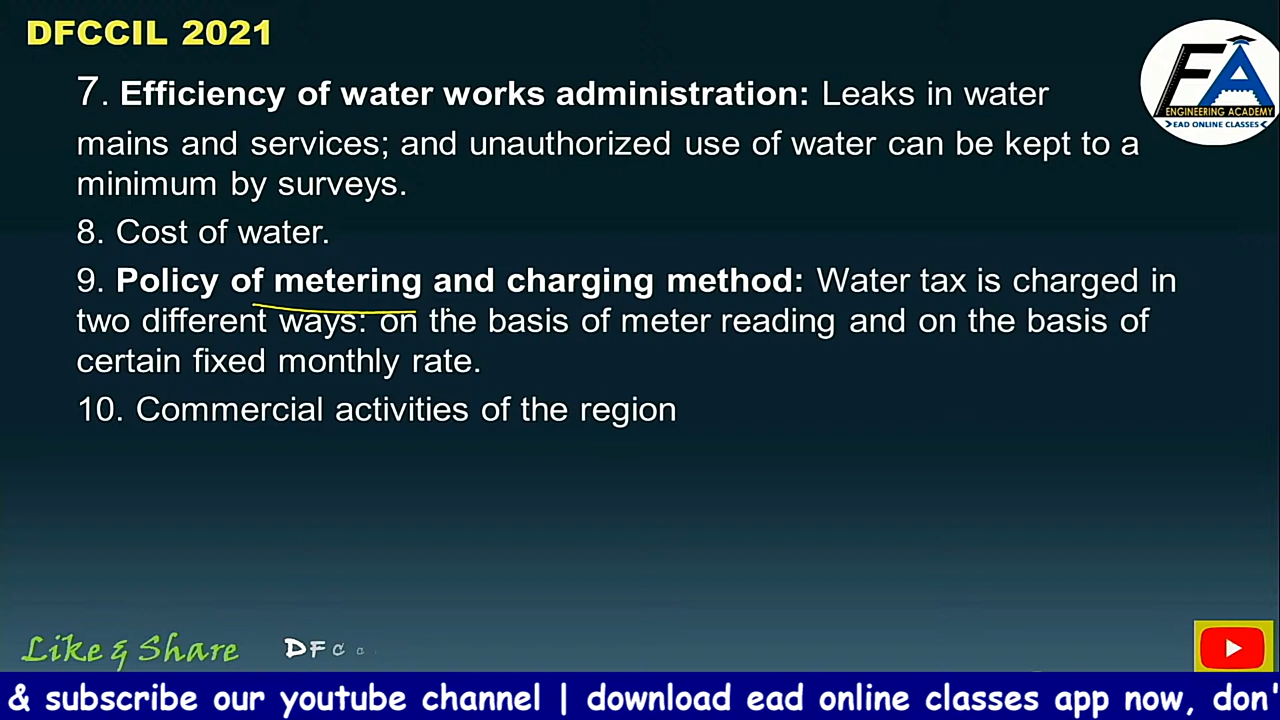 DFCCIL 2021
7. Efficiency of water works administration: Leaks in water
mains and services; and unauthorized use of water can be kept to a
minimum by surveys.
8. Cost of water.
9. Policy of metering and charging method: Water tax is charged in
two different ways: on the basis of meter reading and on the basis of
certain fixed monthly rate.
10. Commercial activities of the region
EA
ENGINEERING ACADEMY
EAD ONLINE CLASSES
Like & Share
DFC
& subscribe our youtube channel | download ead online classes app now, don'